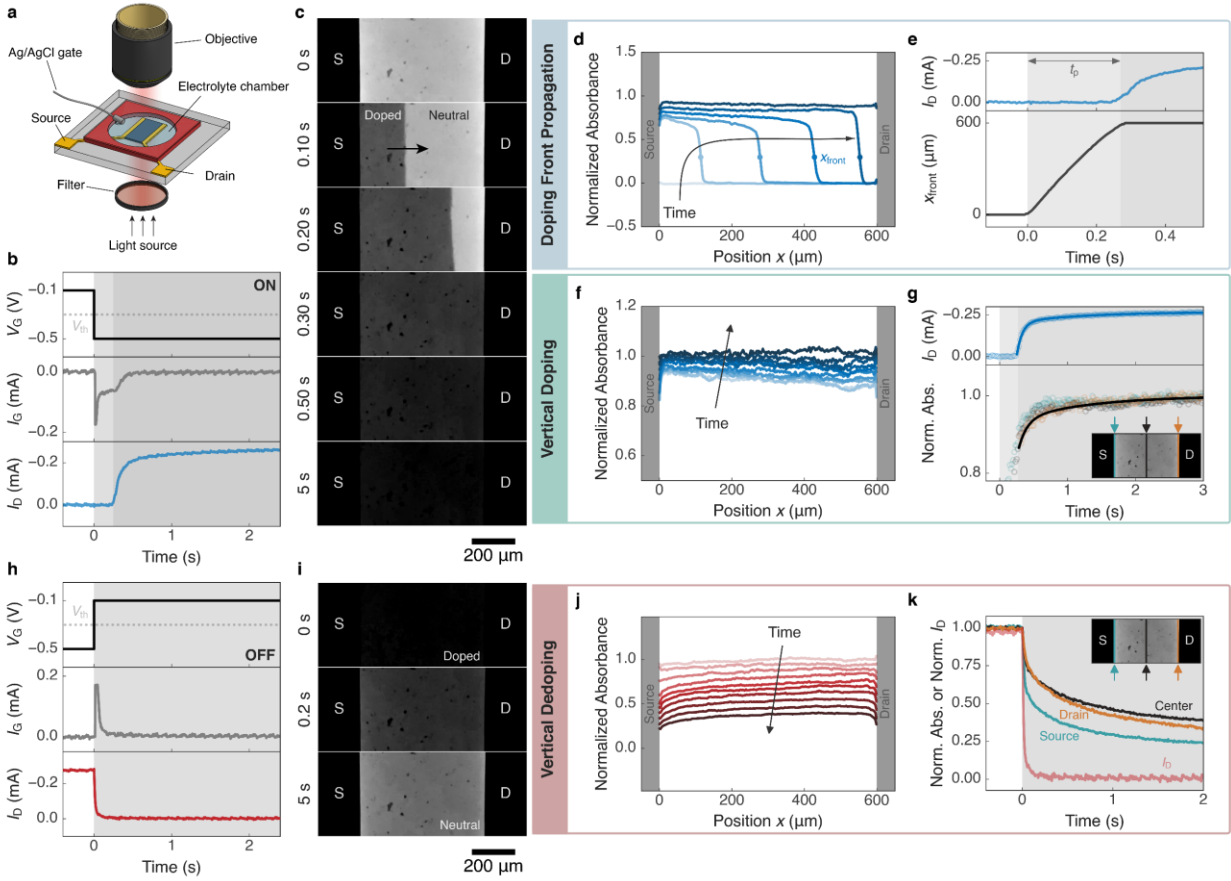 a
Objective
Ag/AgCl gate
Electrolyte chamber
Source
Drain
Filter
Light source
b
ON
−0.1
−0.5
V_G (V)
V_th
0.0
−0.2
I_G (mA)
−0.2
0.0
I_D (mA)
0 1 2
Time (s)
c
0 s
S D
0.10 s
S Doped Neutral D
0.20 s
S D
0.30 s
S D
0.50 s
S D
5 s
S D
200 µm
Doping Front Propagation
d
Normalized Absorbance
1.5
1.0
0.5
0.0
−0.5
Source
Drain
x_front
Time
0 200 400 600
Position x (µm)
e
I_D (mA)
−0.25
0.00
t_p
x_front (µm)
600
0
0.0 0.2 0.4
Time (s)
Vertical Doping
f
Normalized Absorbance
1.2
1.0
0.8
0.6
Source
Drain
Time
0 200 400 600
Position x (µm)
g
I_D (mA)
−0.25
0.00
Norm. Abs.
1.0
0.8
S D
0 1 2 3
Time (s)
h
V_G (V)
−0.1
−0.5
V_th
OFF
I_G (mA)
0.2
0.0
I_D (mA)
−0.2
0.0
0 1 2
Time (s)
i
0 s
S D
Doped
0.2 s
S D
5 s
S D
Neutral
200 µm
Vertical Dedoping
j
Normalized Absorbance
1.0
0.5
0.0
Source
Drain
Time
0 200 400 600
Position x (µm)
k
Norm. Abs. or Norm. I_D
1.00
0.75
0.50
0.25
0.00
S D
Center
Drain
Source
I_D
0 1 2
Time (s)